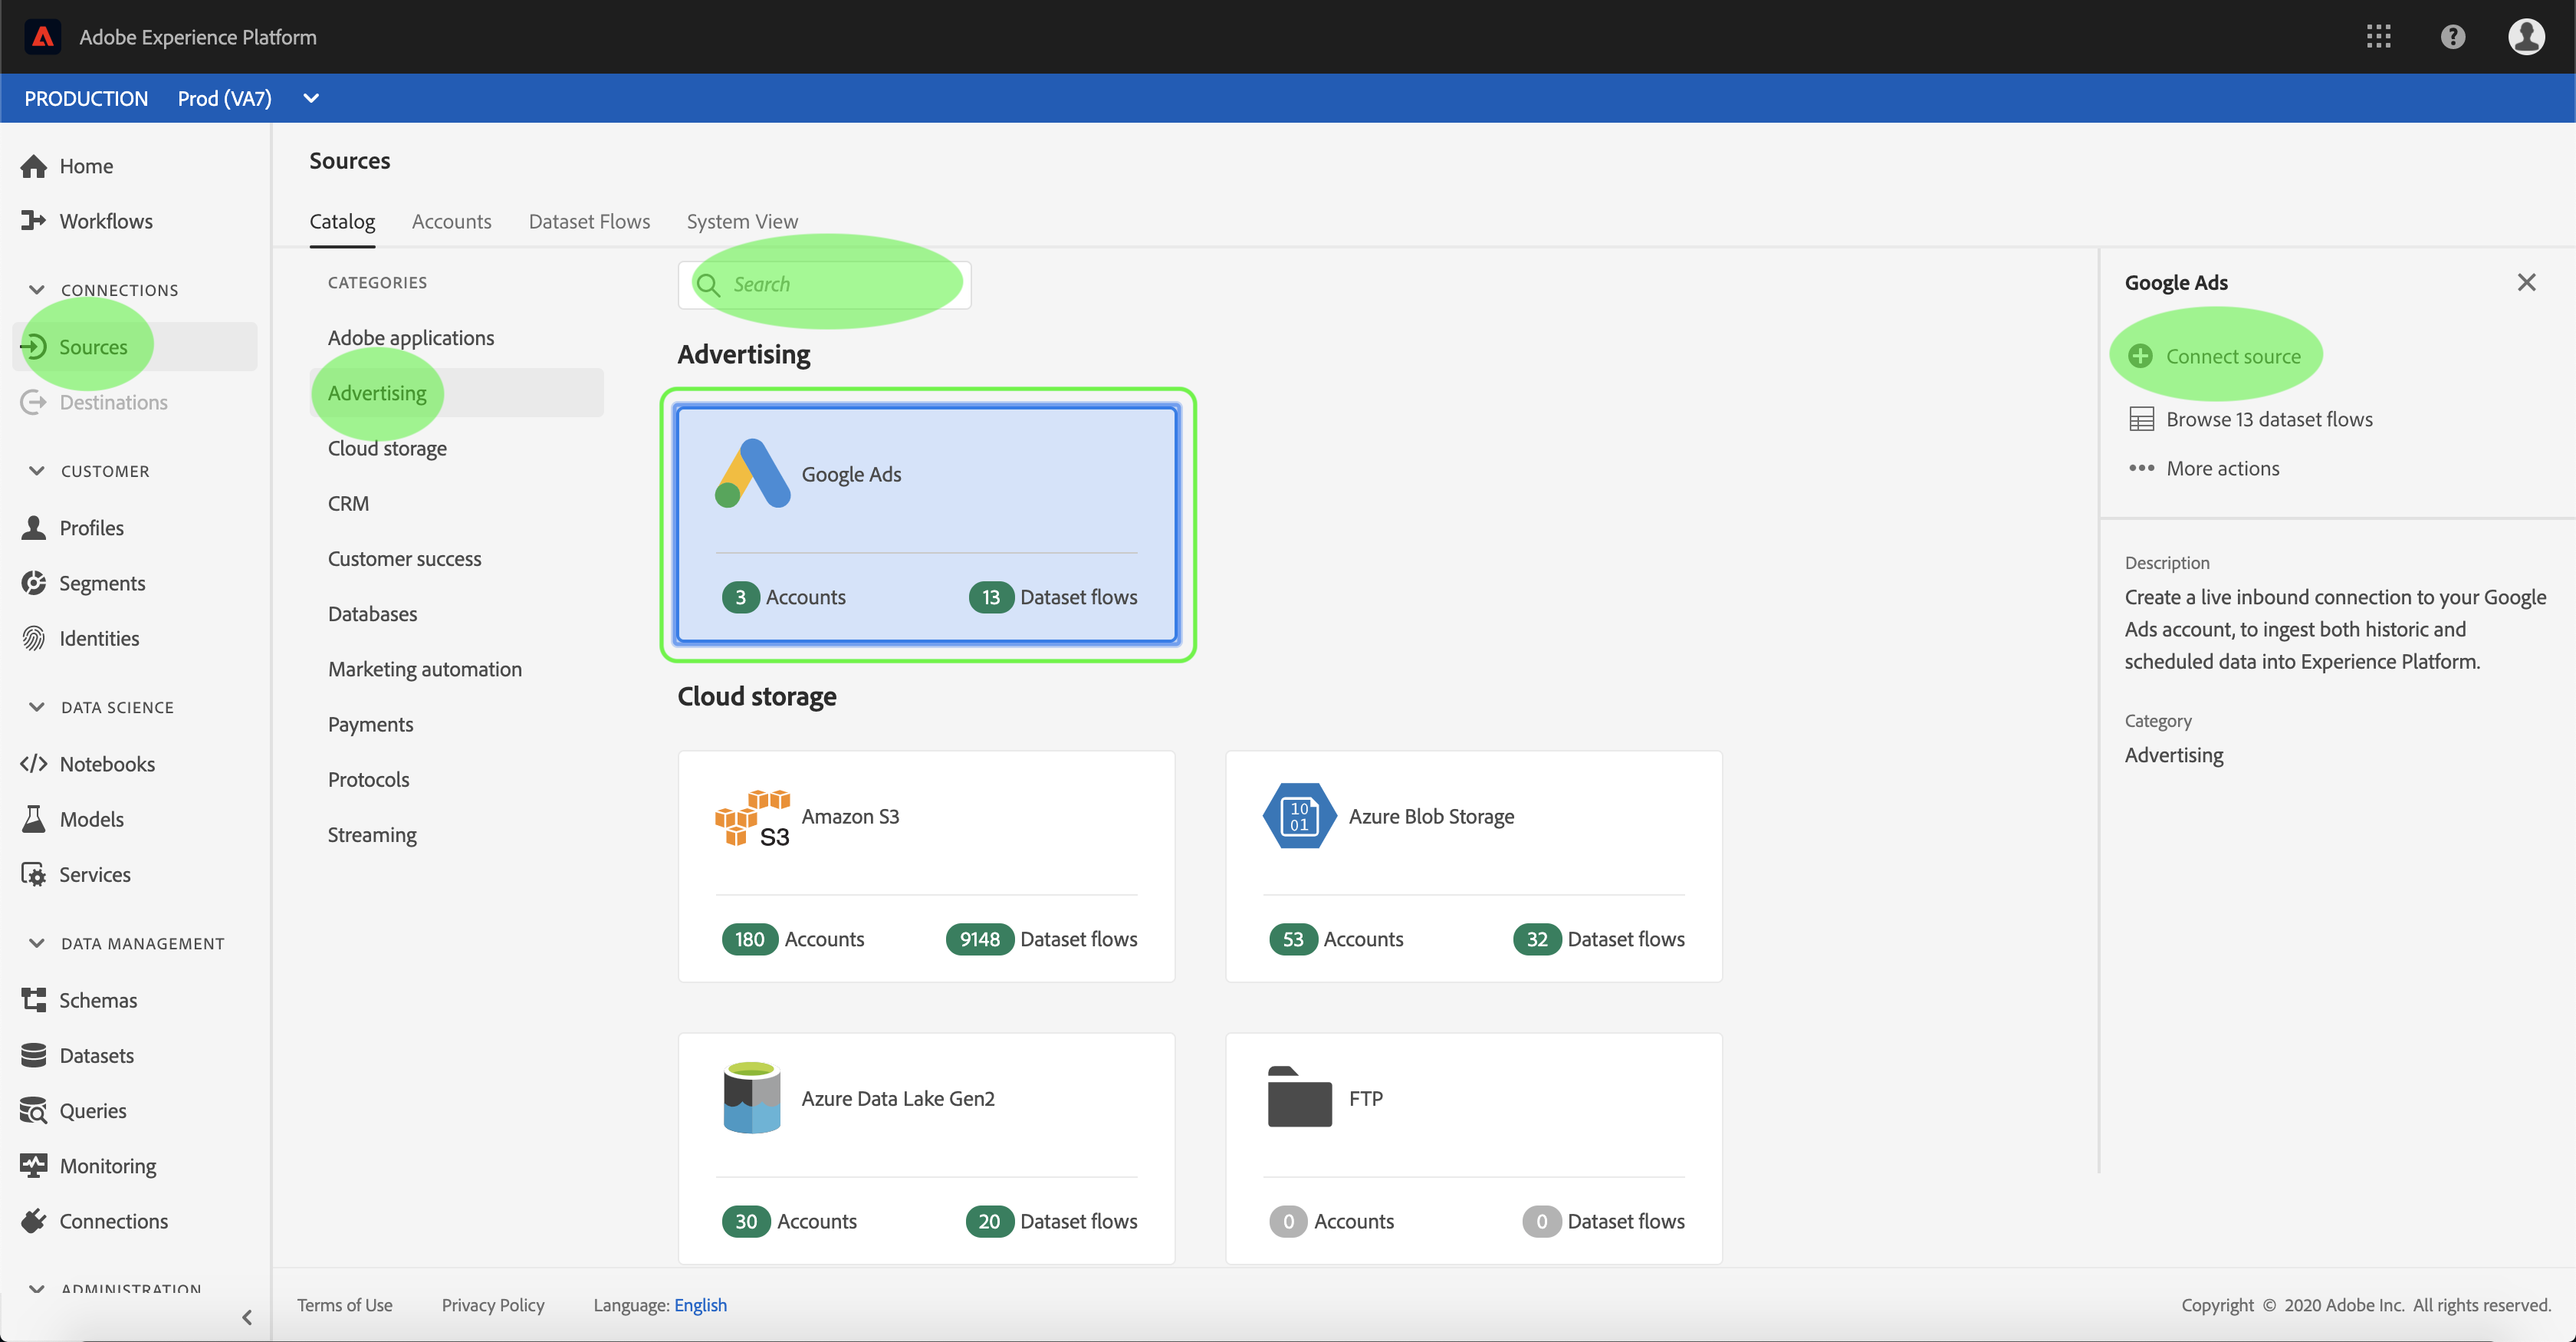 Adobe Experience Platform
PRODUCTION Prod (VA7)
Home
Workflows
CONNECTIONS
Sources
Destinations
CUSTOMER
Profiles
Segments
Identities
DATA SCIENCE
Notebooks
Models
Services
DATA MANAGEMENT
Schemas
Datasets
Queries
Monitoring
Connections
ADMINISTRATION
Sources
Catalog Accounts Dataset Flows System View
CATEGORIES
Adobe applications
Advertising
Cloud storage
CRM
Customer success
Databases
Marketing automation
Payments
Protocols
Streaming
Search
Advertising
Google Ads
3 Accounts 13 Dataset flows
Cloud storage
S3 Amazon S3
180 Accounts 9148 Dataset flows
10
01
Azure Blob Storage
53 Accounts 32 Dataset flows
Azure Data Lake Gen2
30 Accounts 20 Dataset flows
FTP
0 Accounts 0 Dataset flows
Google Ads
Connect source
Browse 13 dataset flows
More actions
Description
Create a live inbound connection to your Google
Ads account, to ingest both historic and
scheduled data into Experience Platform.
Category
Advertising
Terms of Use Privacy Policy Language: English
Copyright © 2020 Adobe Inc. All rights reserved.